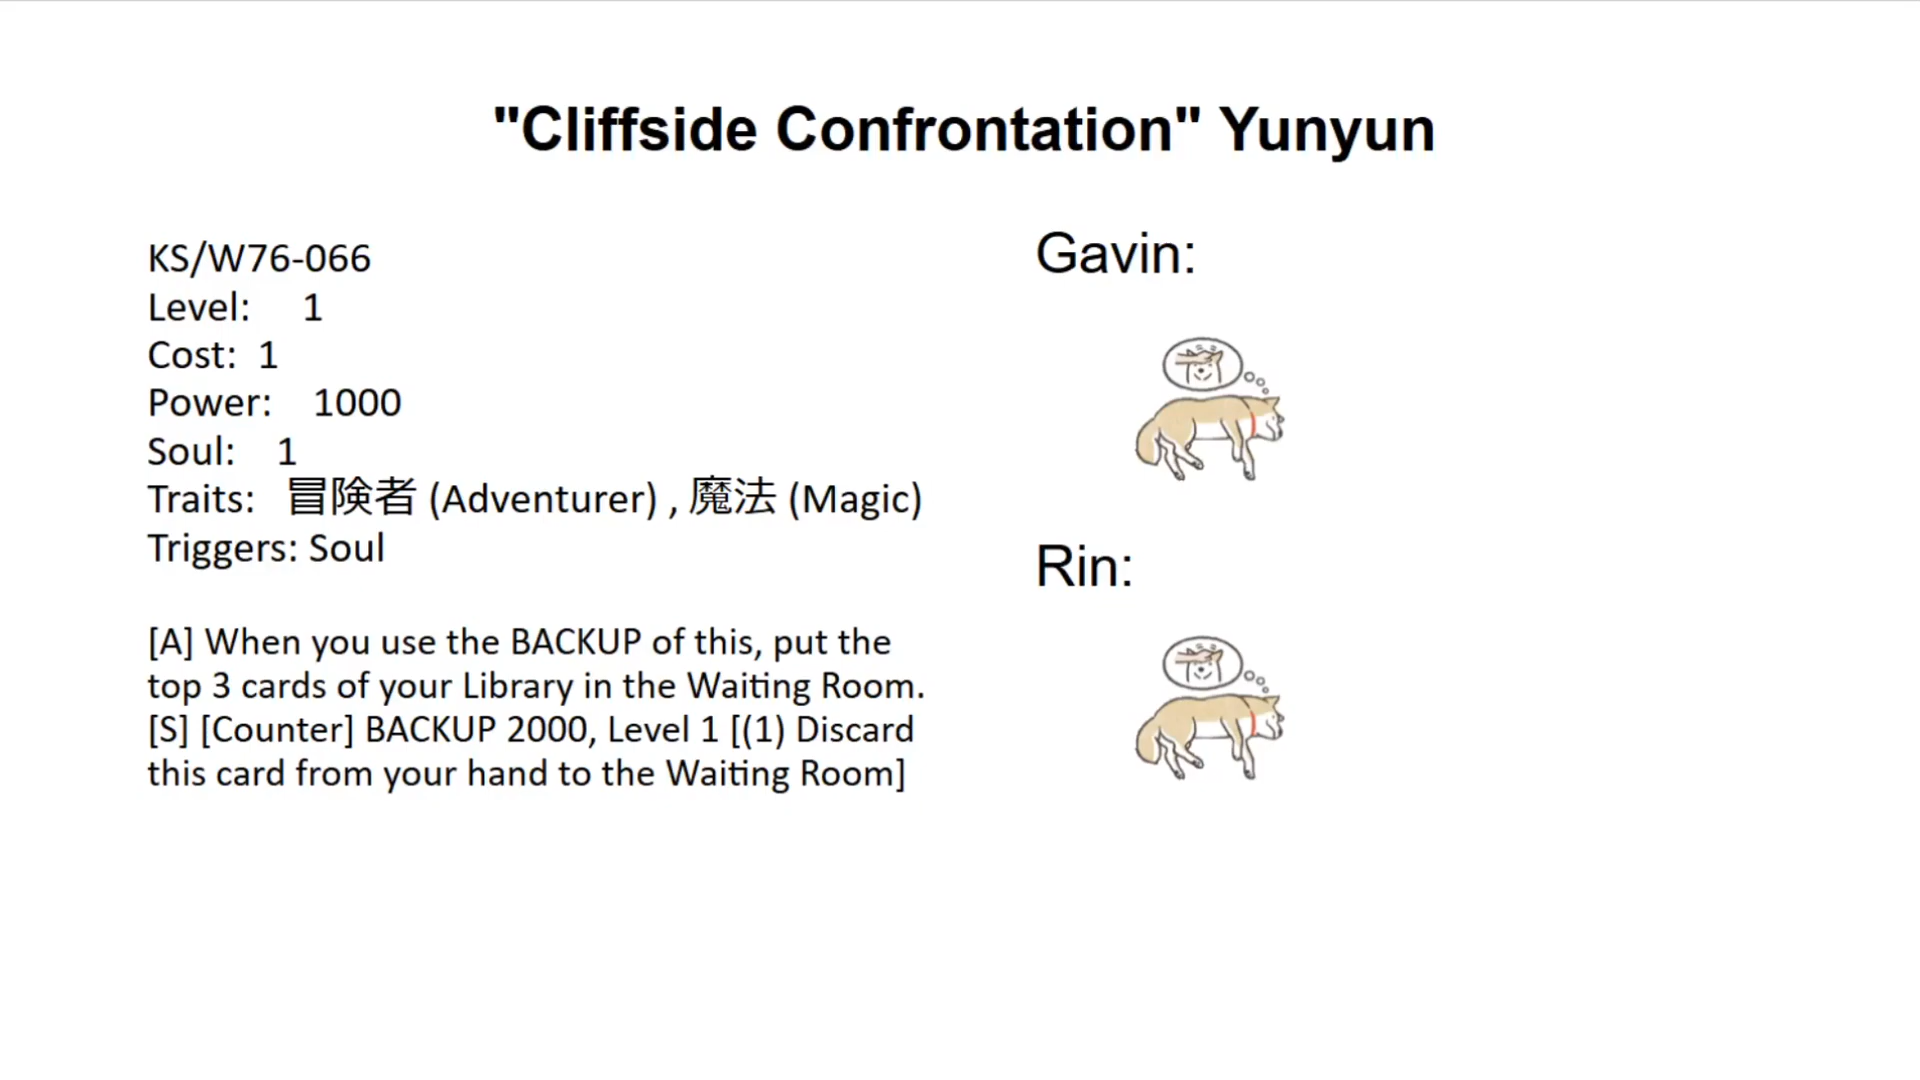 "Cliffside Confrontation" Yunyun
KS/W76-066
Level: 1
Cost: 1
Power: 1000
Soul: 1
Traits: 冒険者 (Adventurer) , 魔法 (Magic)
Triggers: Soul
[A] When you use the BACKUP of this, put the
top 3 cards of your Library in the Waiting Room.
[S] [Counter] BACKUP 2000, Level 1 [(1) Discard
this card from your hand to the Waiting Room]
Gavin:
Rin: